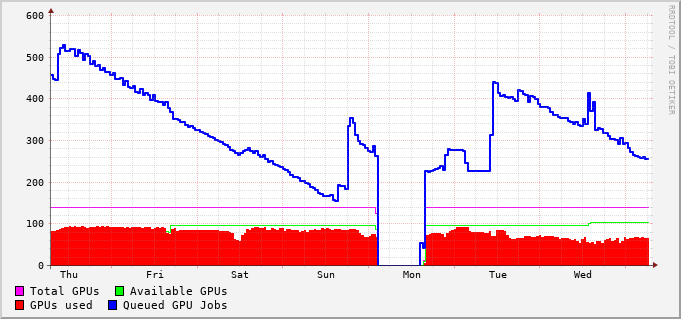 600
500
400
300
200
100
0
Thu Fri Sat Sun Mon Tue Wed
Total GPUs Available GPUs
GPUs used Queued GPU Jobs
RRDTOOL / TOBI OETIKER